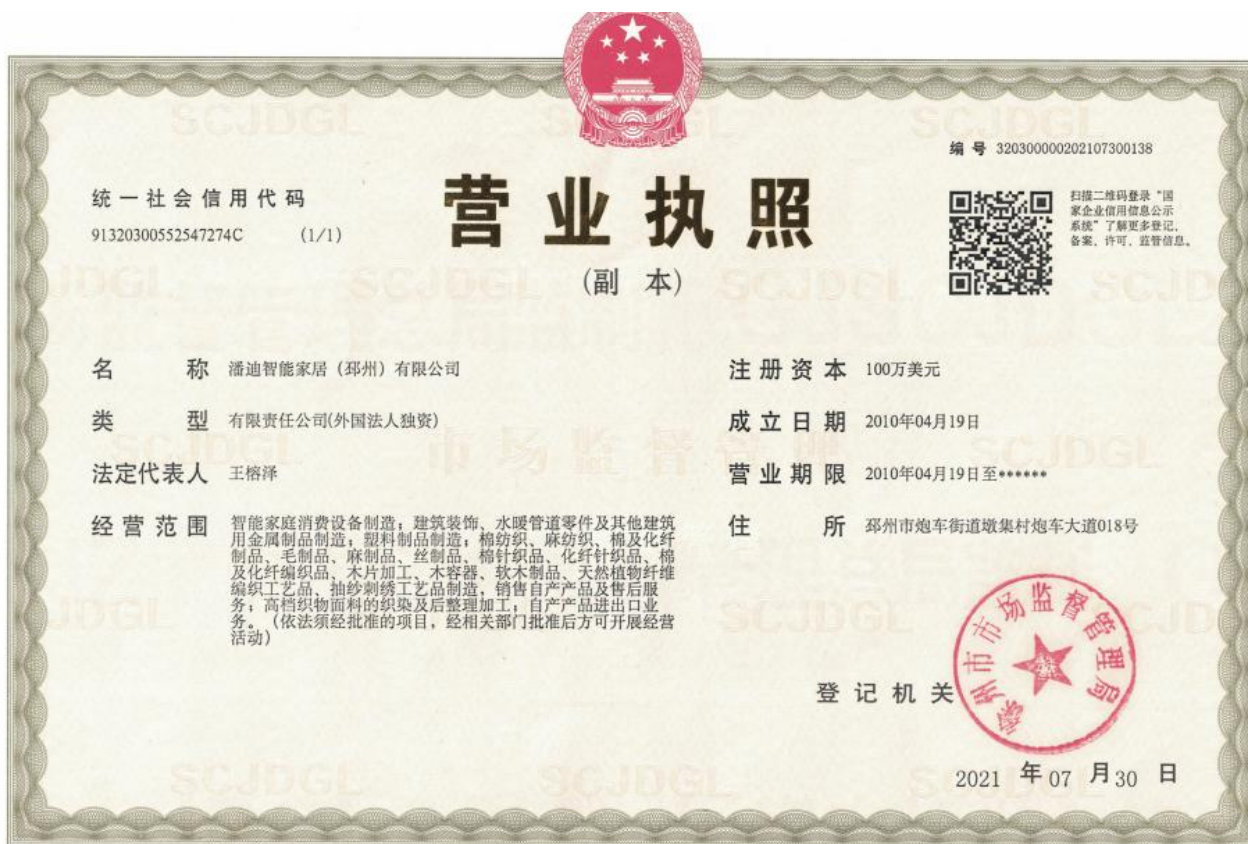 编 号 320300000202107300138
统一社会信用代码
91320300552547274C (1/1)
营业执照
(副 本)
扫描二维码登录“国
家企业信用信息公示
系统”了解更多登记、
备案、许可、监管信息。
名 称 潘迪智能家居（邳州）有限公司
类 型 有限责任公司(外国法人独资)
法定代表人 王榕泽
经营范围 智能家庭消费设备制造；建筑装饰、水暖管道零件及其他建筑
用金属制品制造；塑料制品制造；棉纺织、麻纺织、棉及化纤
制品、毛制品、麻制品、丝制品、棉针织品、化纤针织品、棉
及化纤编织品、木片加工、木容器、软木制品、天然植物纤维
编织工艺品、抽纱刺绣工艺品制造，销售自产产品及售后服
务；高档织物面料的织染及后整理加工；自产产品进出口业
务。（依法须经批准的项目，经相关部门批准后方可开展经营
活动）
注册资本 100万美元
成立日期 2010年04月19日
营业期限 2010年04月19日至******
住 所 邳州市炮车街道墩集村炮车大道018号
登记机关
徐州市市场监督管理局
2021 年 07 月 30 日
SCJDGL
市场监督管理